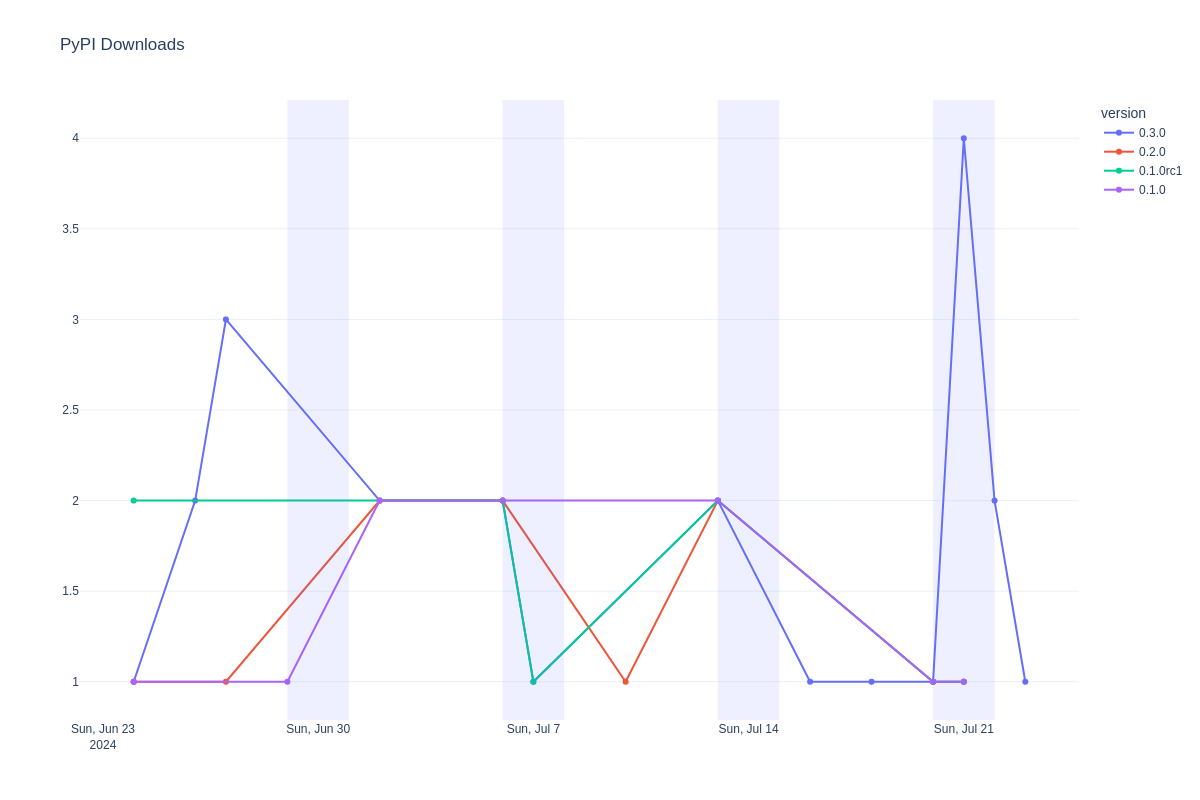 PyPI Downloads
version
0.3.0
0.2.0
0.1.0rc1
0.1.0
4
3.5
3
2.5
2
1.5
1
Sun, Jun 23
2024
Sun, Jun 30
Sun, Jul 7
Sun, Jul 14
Sun, Jul 21